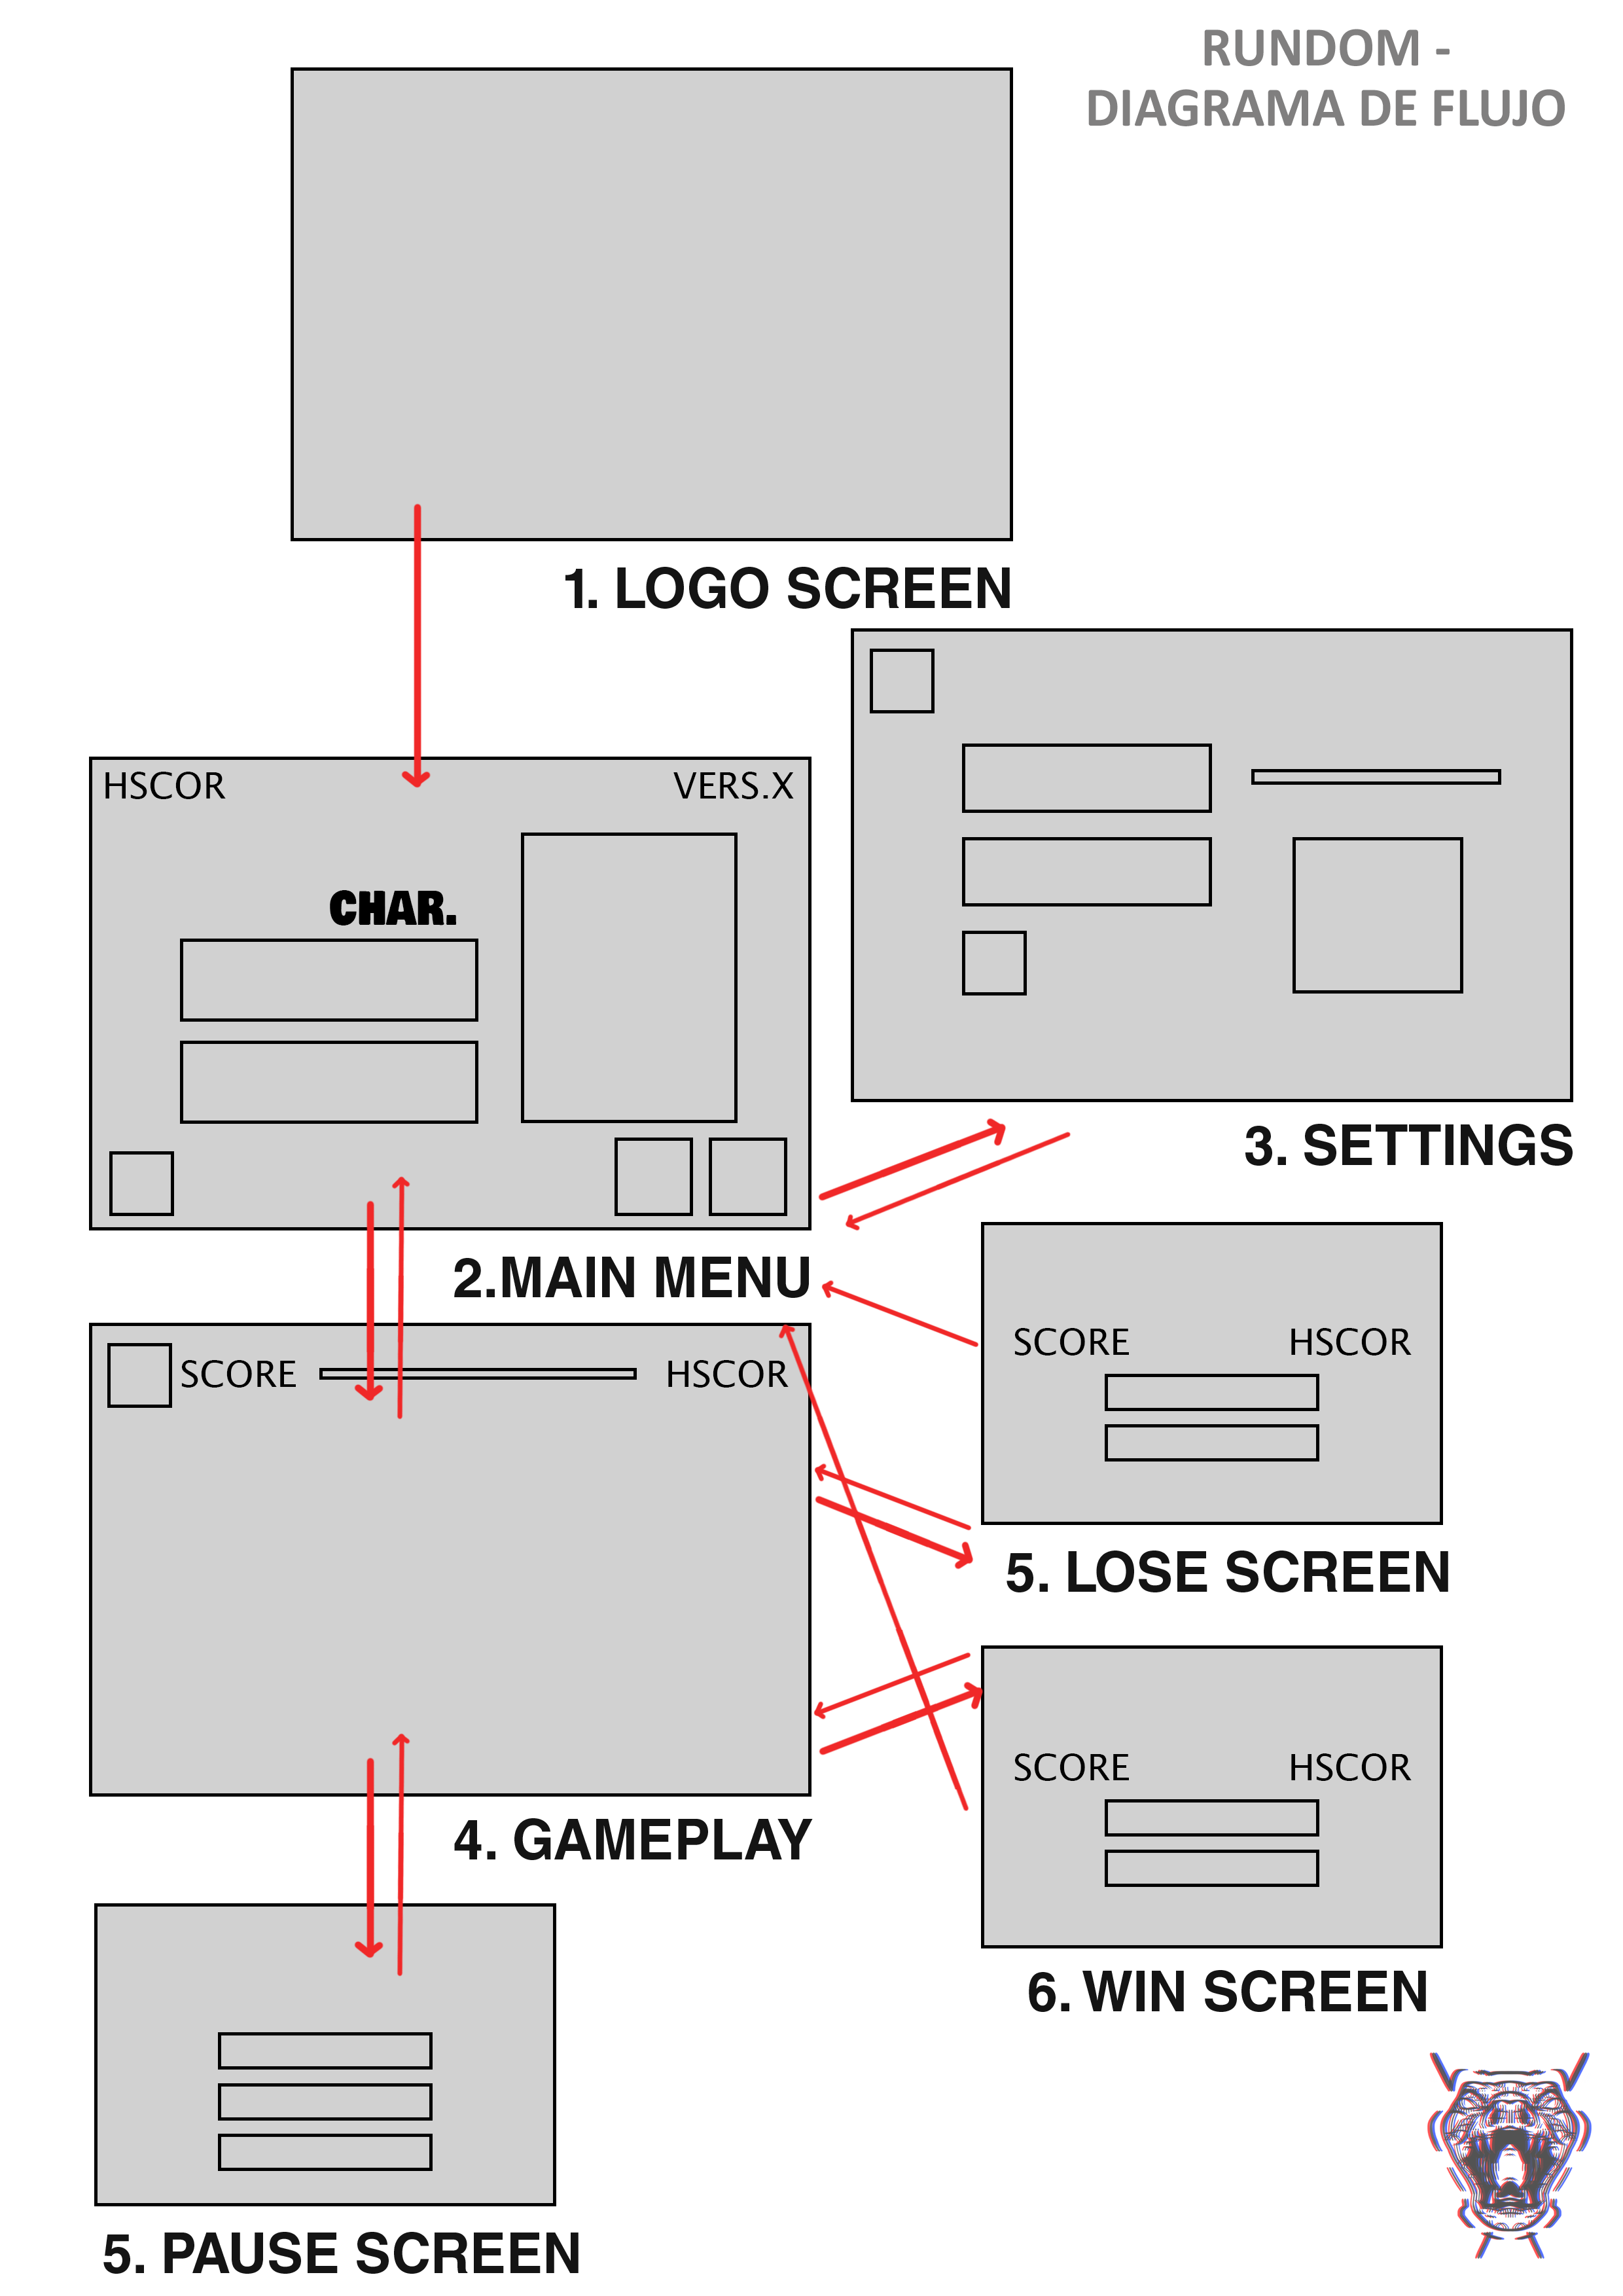 RUNDOM -
DIAGRAMA DE FLUJO
1. LOGO SCREEN
HSCOR
VERS.X
CHAR.
3. SETTINGS
2.MAIN MENU
SCORE
HSCOR
SCORE
HSCOR
5. LOSE SCREEN
SCORE
HSCOR
4. GAMEPLAY
6. WIN SCREEN
5. PAUSE SCREEN